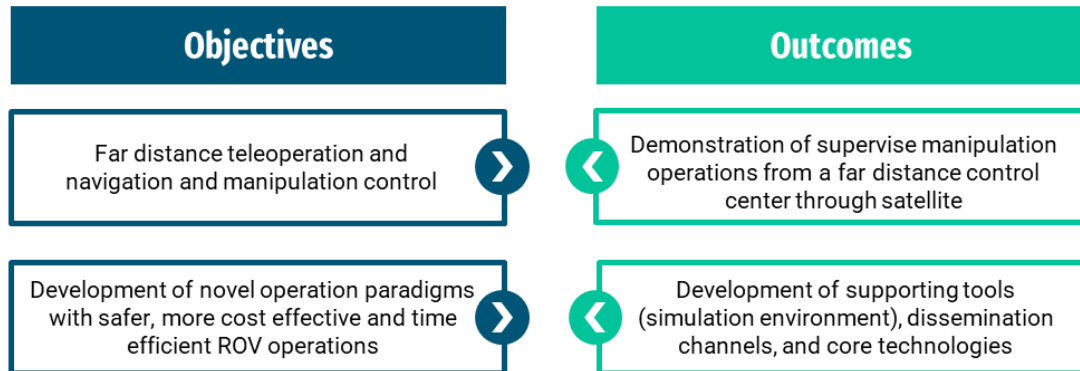 Objectives
Outcomes
Far distance teleoperation and
navigation and manipulation control
Demonstration of supervise manipulation
operations from a far distance control
center through satellite
Development of novel operation paradigms
with safer, more cost effective and time
efficient ROV operations
Development of supporting tools
(simulation environment), dissemination
channels, and core technologies